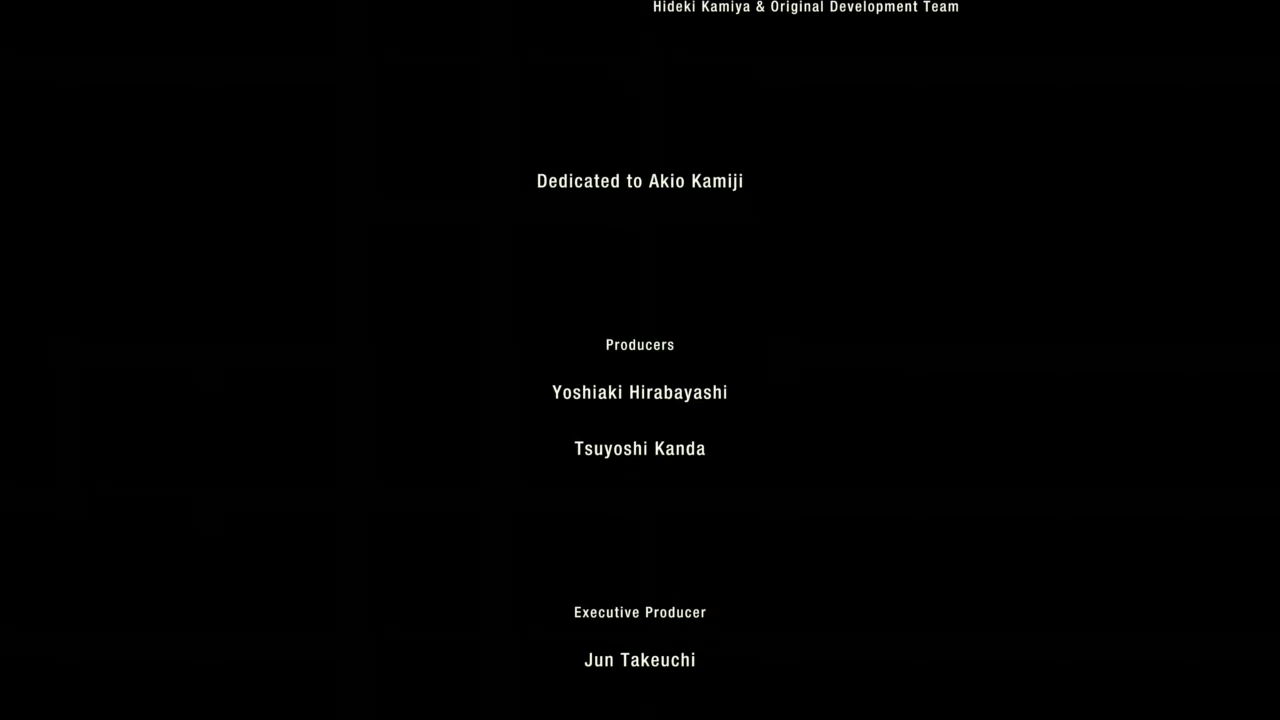 Hideki Kamiya & Original Development Team
Dedicated to Akio Kamiji
Producers
Yoshiaki Hirabayashi
Tsuyoshi Kanda
Executive Producer
Jun Takeuchi